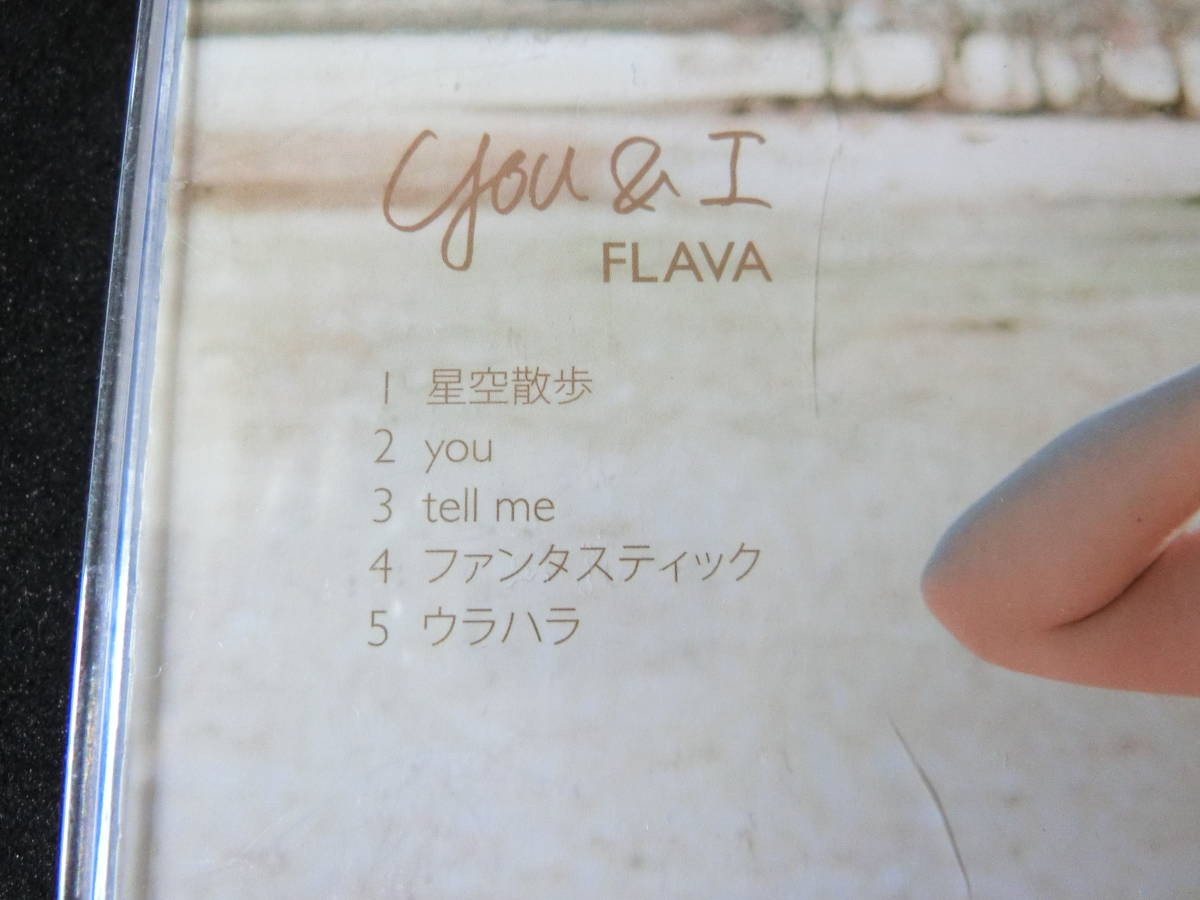 you & I
FLAVA
1 星空散歩
2 you
3 tell me
4 ファンタスティック
5 ウラハラ